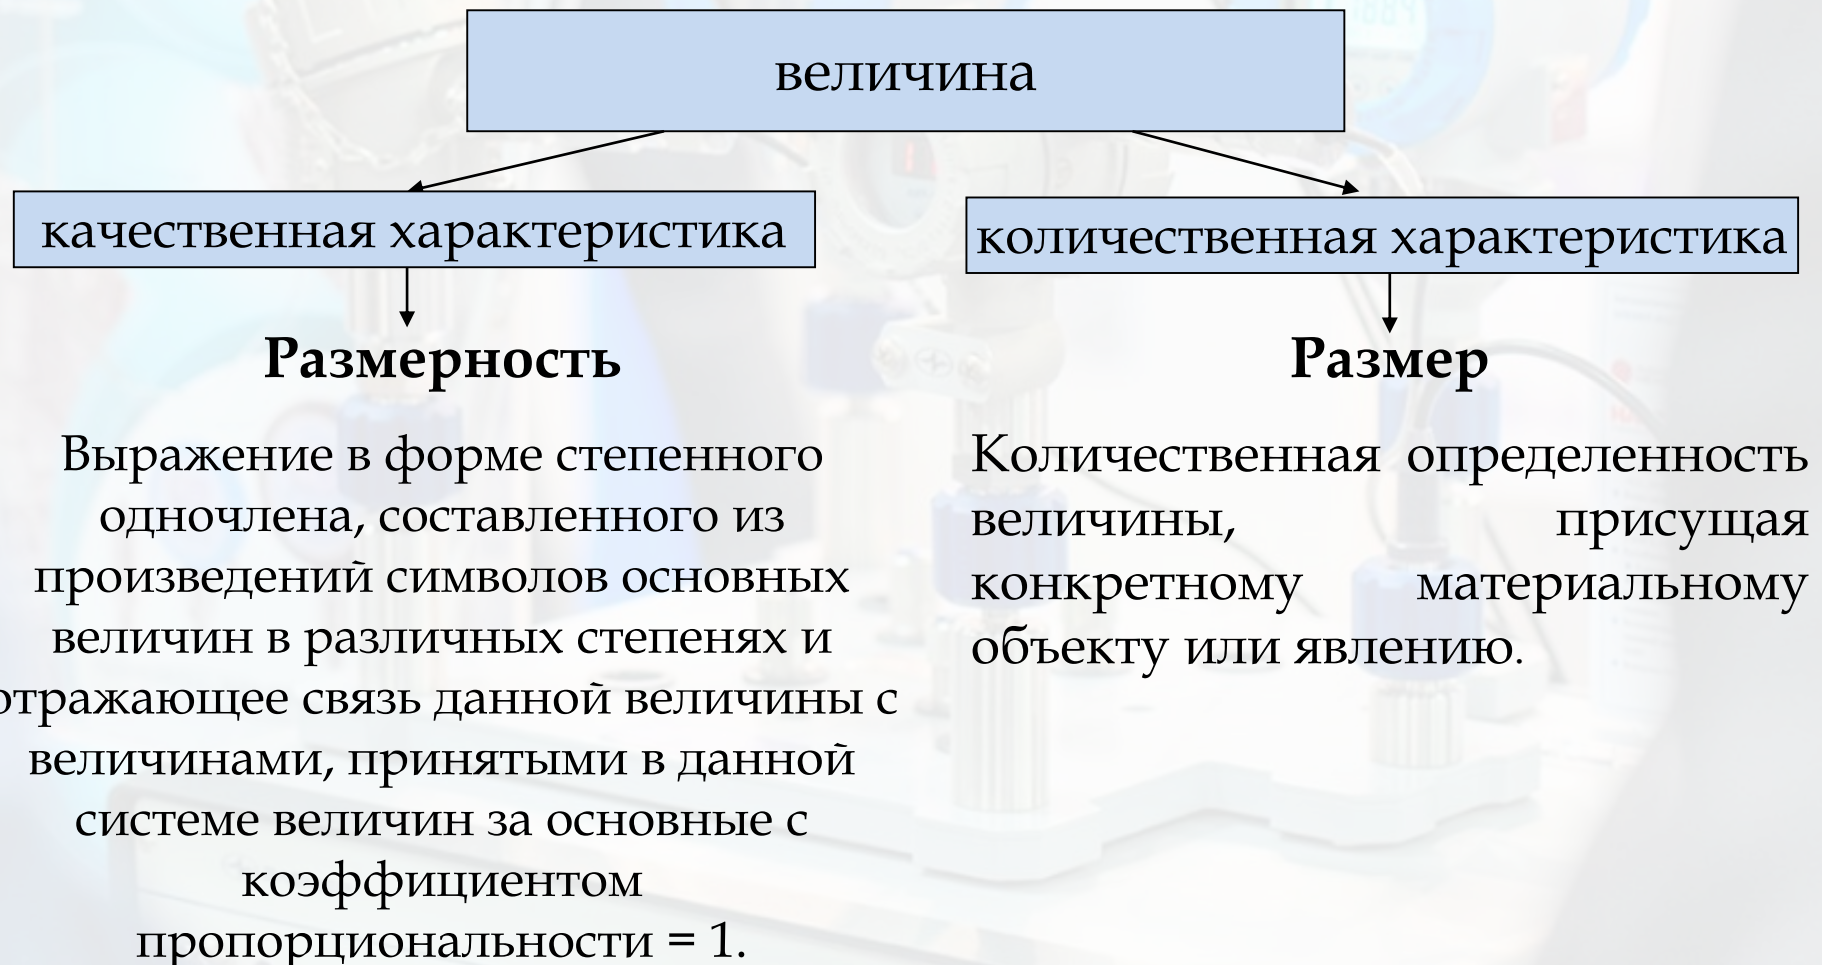 величина
качественная характеристика
количественная характеристика
Размерность
Выражение в форме степенного
одночлена, составленного из
произведений символов основных
величин в различных степенях и
отражающее связь данной величины с
величинами, принятыми в данной
системе величин за основные с
коэффициентом
пропорциональности = 1.
Размер
Количественная определенность
величины, присущая
конкретному материальному
объекту или явлению.